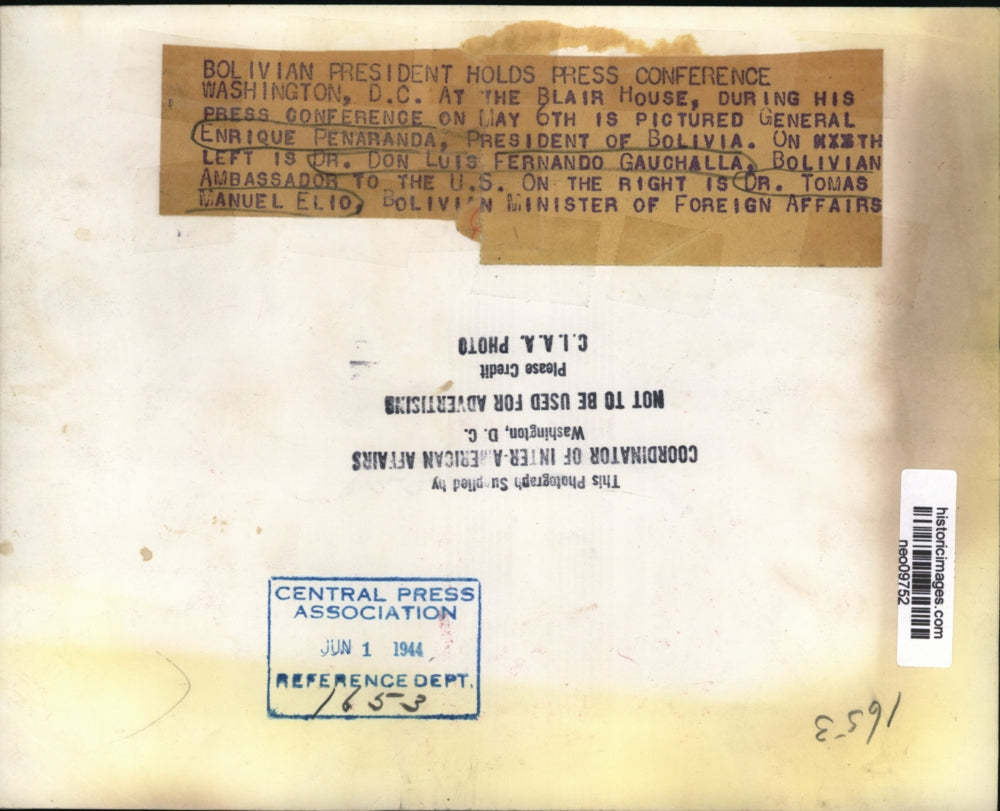 BOLIVIAN PRESIDENT HOLDS PRESS CONFERENCE
WASHINGTON, D.C. AT THE BLAIR HOUSE, DURING HIS
PRESS CONFERENCE ON MAY 6TH IS PICTURED GENERAL
ENRIQUE PENARANDA, PRESIDENT OF BOLIVIA. ON XXXTH
LEFT IS DR. DON LUIS FERNANDO GAUCHALLA, BOLIVIAN
AMBASSADOR TO THE U.S. ON THE RIGHT IS DR. TOMAS
MANUEL ELIO, BOLIVIAN MINISTER OF FOREIGN AFFAIRS
This Photograph Supplied by
COORDINATOR OF INTER-AMERICAN AFFAIRS
Washington, D. C.
NOT TO BE USED FOR ADVERTISING
Please Credit
C.I.A.A. PHOTO
historicimages.com
neo09752
CENTRAL PRESS
ASSOCIATION
JUN 1 1944
REFERENCE DEPT.
1653
1653